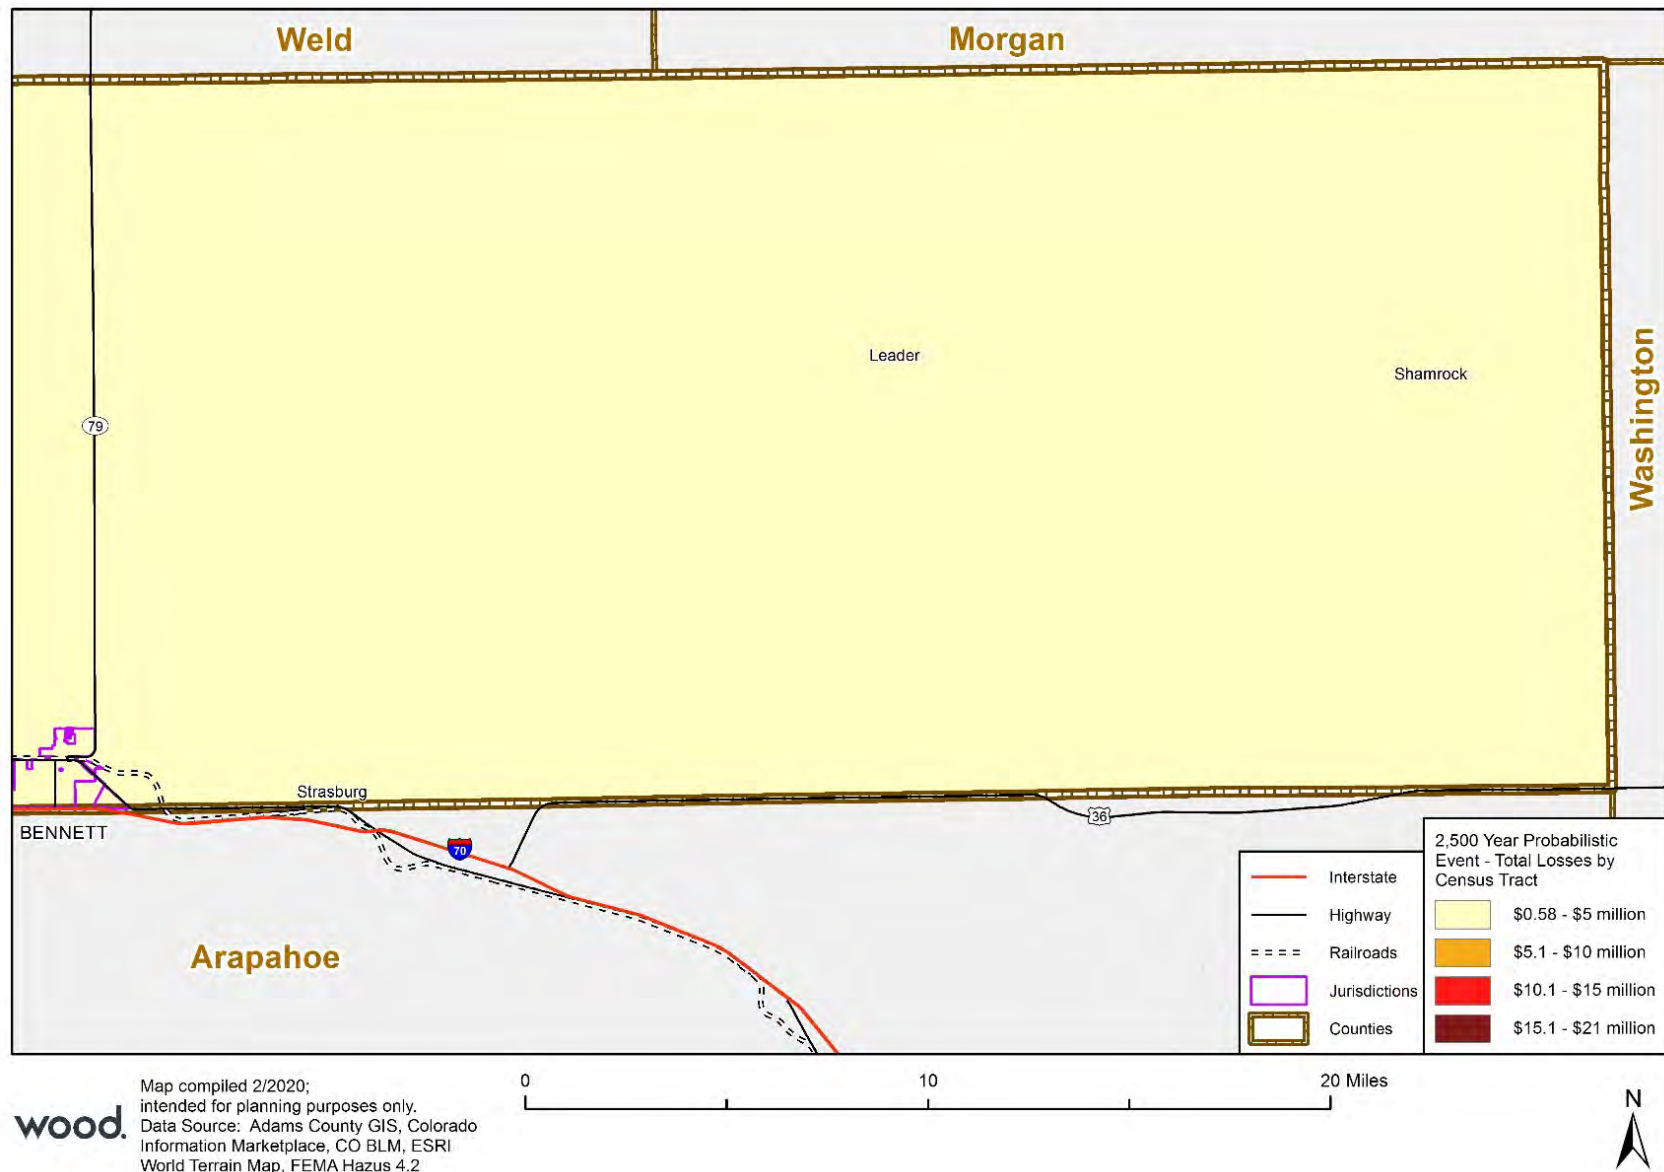 Weld
Morgan
Leader
Shamrock
Washington
79
Strasburg
BENNETT
36
70
Arapahoe
2,500 Year Probabilistic
Event - Total Losses by
Census Tract
$0.58 - $5 million
$5.1 - $10 million
$10.1 - $15 million
$15.1 - $21 million
Interstate
Highway
Railroads
Jurisdictions
Counties
0
10
20 Miles
N
wood.
Map compiled 2/2020;
intended for planning purposes only.
Data Source: Adams County GIS, Colorado
Information Marketplace, CO BLM, ESRI
World Terrain Map, FEMA Hazus 4.2